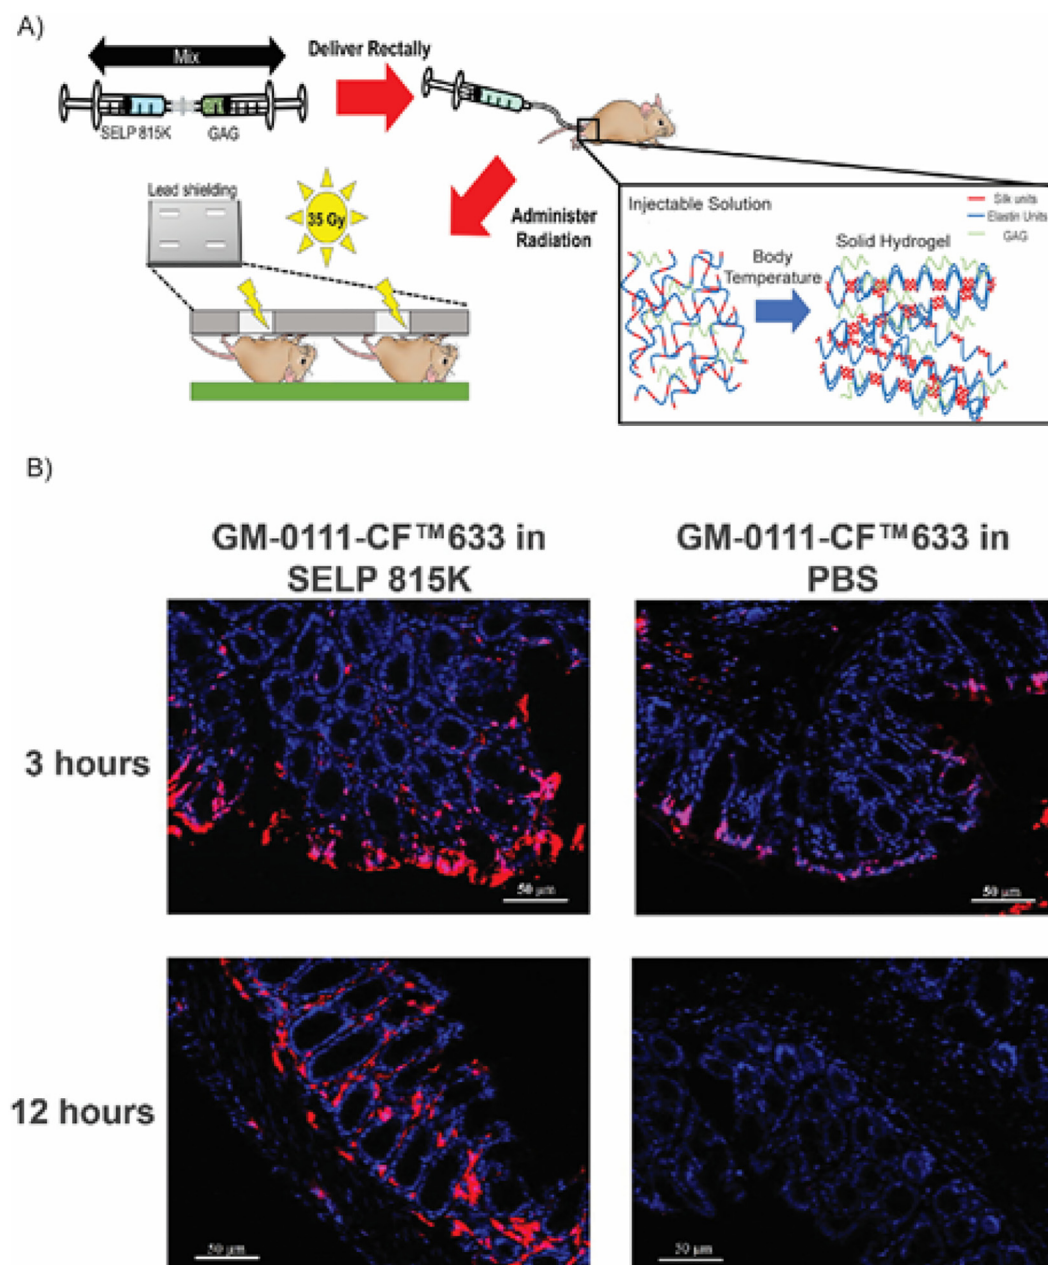 A)
Mix
SELP 815K
GAG
Deliver Rectally
Lead shielding
35 Gy
Administer
Radiation
Injectable Solution
Silk units
Elastin Units
GAG
Body
Temperature
Solid Hydrogel
B)
GM-0111-CF™633 in
SELP 815K
GM-0111-CF™633 in
PBS
3 hours
50 µm
50 µm
12 hours
50 µm
50 µm